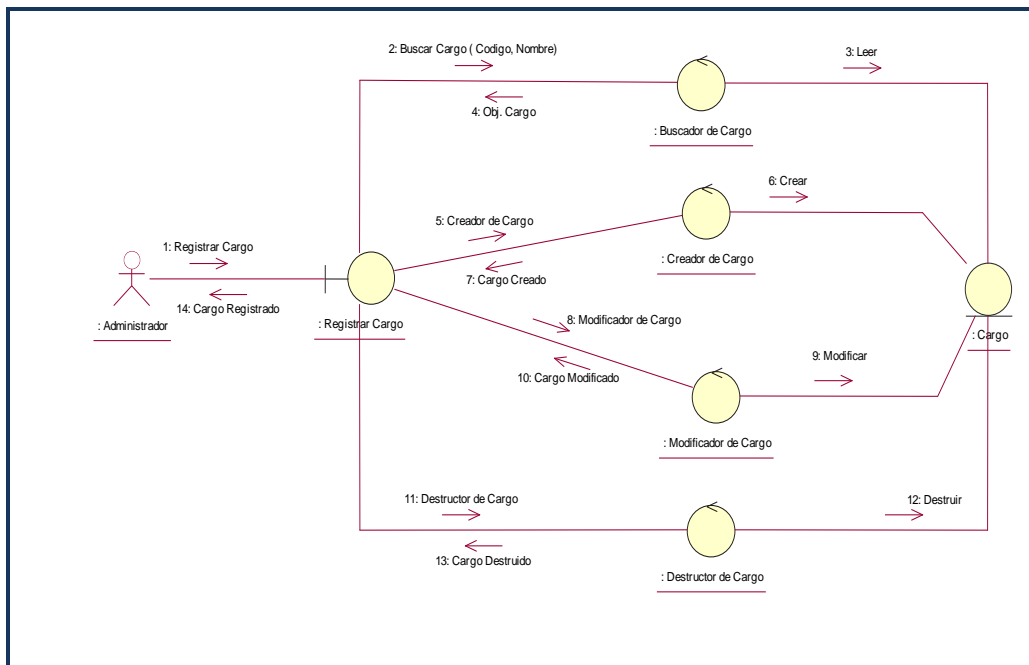 2: Buscar Cargo ( Codigo, Nombre)
3: Leer
4: Obj. Cargo
: Buscador de Cargo
6: Crear
5: Creador de Cargo
1: Registrar Cargo
: Creador de Cargo
7: Cargo Creado
14: Cargo Registrado
: Administrador
: Registrar Cargo
8: Modificador de Cargo
: Cargo
9: Modificar
10: Cargo Modificado
: Modificador de Cargo
11: Destructor de Cargo
12: Destruir
13: Cargo Destruido
: Destructor de Cargo